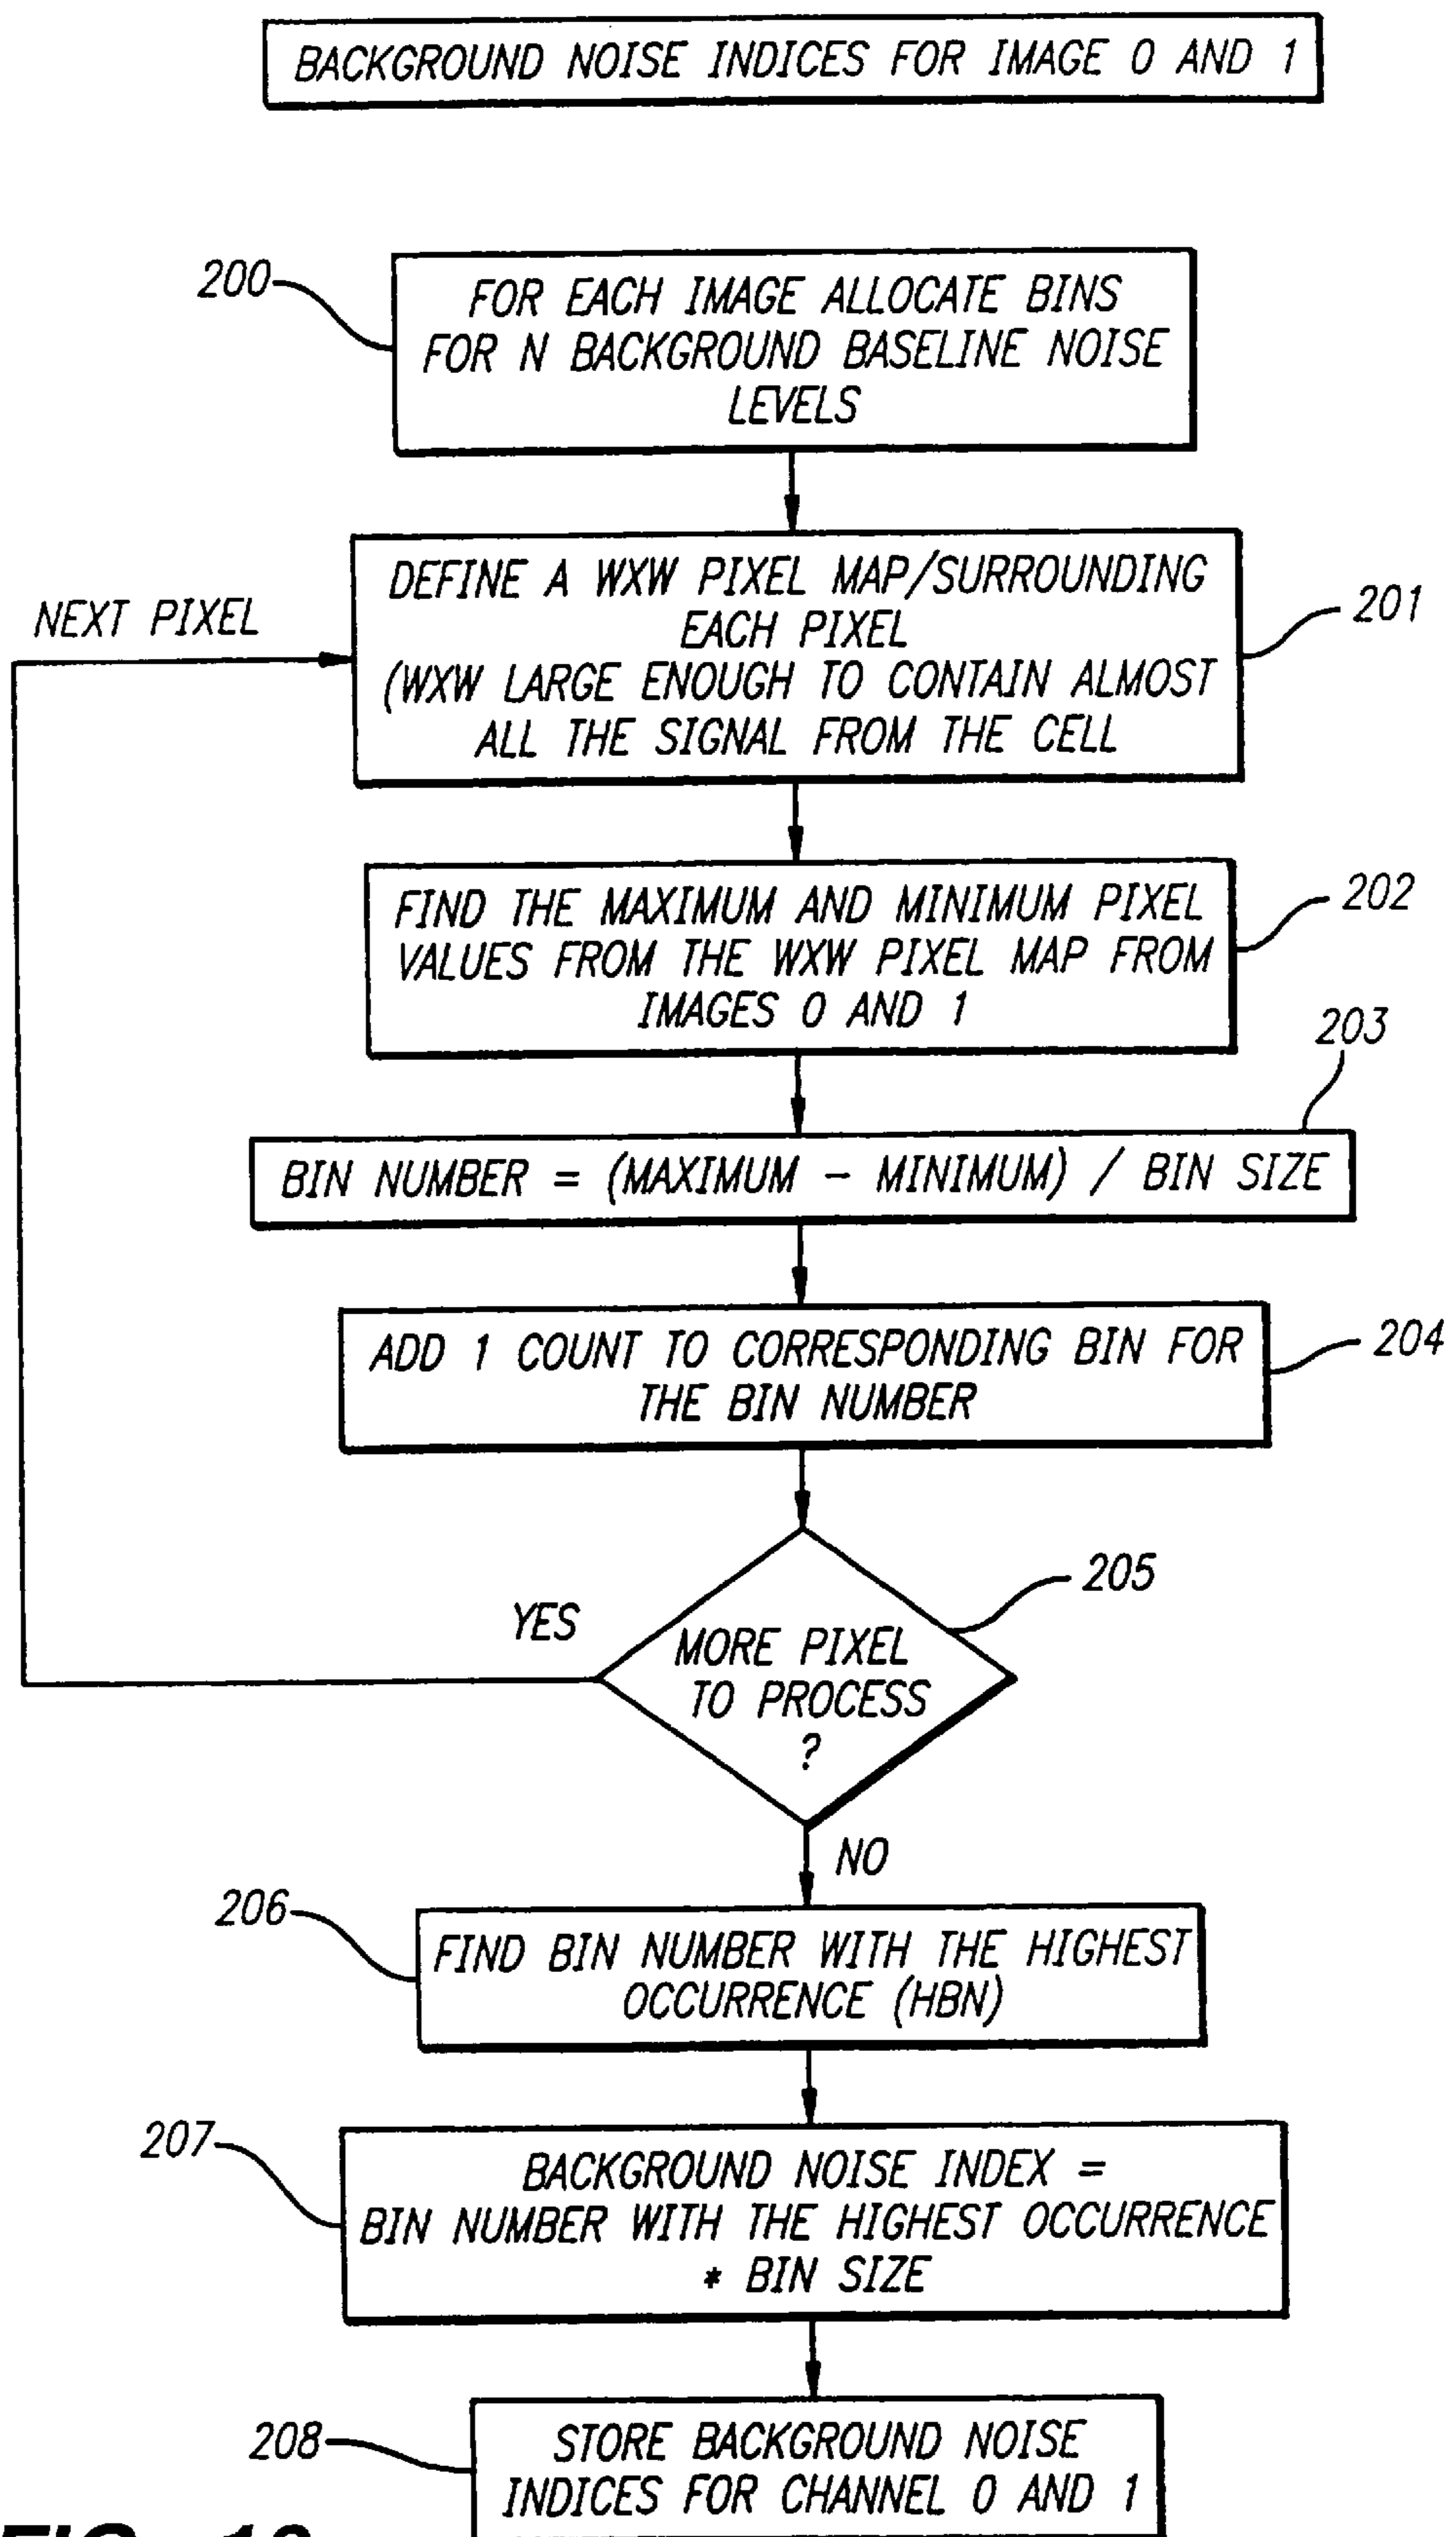 BACKGROUND NOISE INDICES FOR IMAGE 0 AND 1
200
FOR EACH IMAGE ALLOCATE BINS
FOR N BACKGROUND BASELINE NOISE
LEVELS
NEXT PIXEL
DEFINE A WXW PIXEL MAP/SURROUNDING
EACH PIXEL
(WXW LARGE ENOUGH TO CONTAIN ALMOST
ALL THE SIGNAL FROM THE CELL
201
FIND THE MAXIMUM AND MINIMUM PIXEL
VALUES FROM THE WXW PIXEL MAP FROM
IMAGES 0 AND 1
202
203
BIN NUMBER = (MAXIMUM - MINIMUM) / BIN SIZE
ADD 1 COUNT TO CORRESPONDING BIN FOR
THE BIN NUMBER
204
205
YES
MORE PIXEL
TO PROCESS
?
NO
206
FIND BIN NUMBER WITH THE HIGHEST
OCCURRENCE (HBN)
207
BACKGROUND NOISE INDEX =
BIN NUMBER WITH THE HIGHEST OCCURRENCE
* BIN SIZE
208
STORE BACKGROUND NOISE
INDICES FOR CHANNEL 0 AND 1